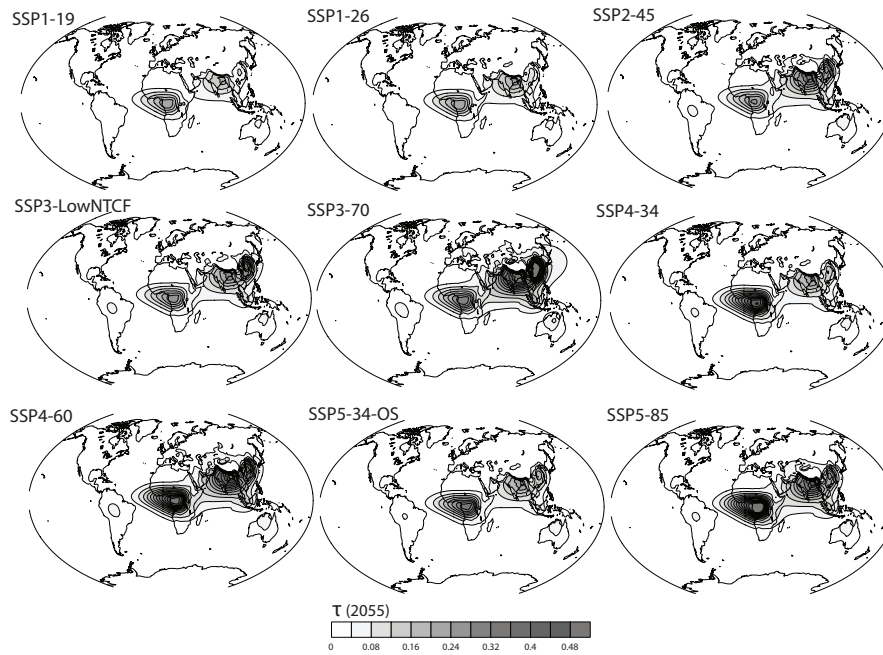 SSP1-19
SSP1-26
SSP2-45
SSP3-LowNTCF
SSP3-70
SSP4-34
SSP4-60
SSP5-34-OS
SSP5-85
τ (2055)
0 0.08 0.16 0.24 0.32 0.4 0.48